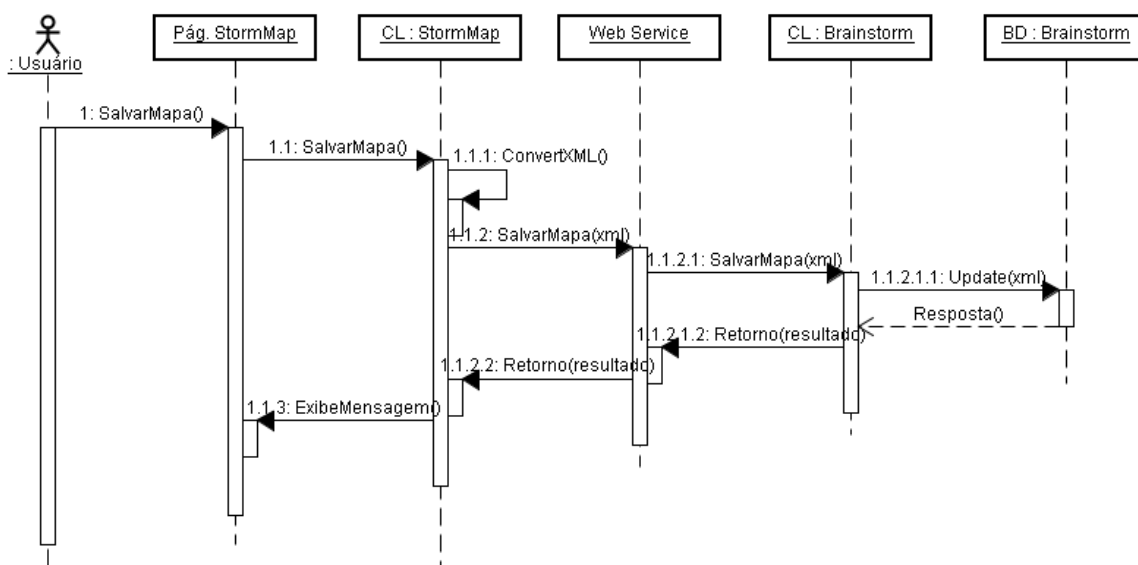 : Usuário
Pág. StormMap
CL : StormMap
Web Service
CL : Brainstorm
BD : Brainstorm
1: SalvarMapa()
1.1: SalvarMapa()
1.1.1: ConvertXML()
1.1.2: SalvarMapa(xml)
1.1.2.1: SalvarMapa(xml)
1.1.2.1.1: Update(xml)
Resposta()
1.1.2.1.2: Retorno(resultado)
1.1.2.2: Retorno(resultado)
1.1.3: ExibeMensagem()